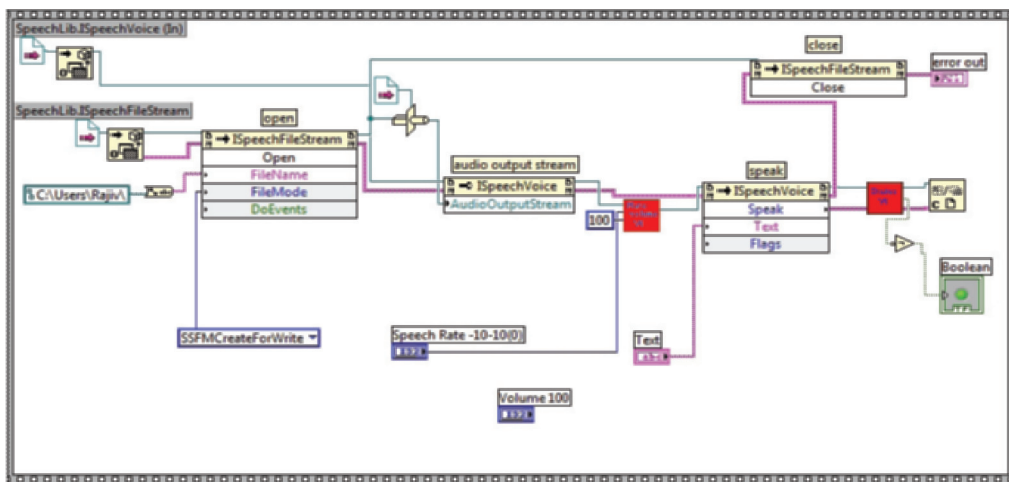 SpeechLib.ISpeechVoice (In)
close
ISpeechFileStream
Close
error out
SpeechLib.ISpeechFileStream
open
ISpeechFileStream
Open
FileName
FileMode
DoEvents
C:\Users\Rajiv\
audio output stream
ISpeechVoice
AudioOutputStream
100
speak
ISpeechVoice
Speak
Text
Flags
Boolean
SSFMCreateForWrite
Speech Rate -10-10(0)
Text
abc
Volume 100